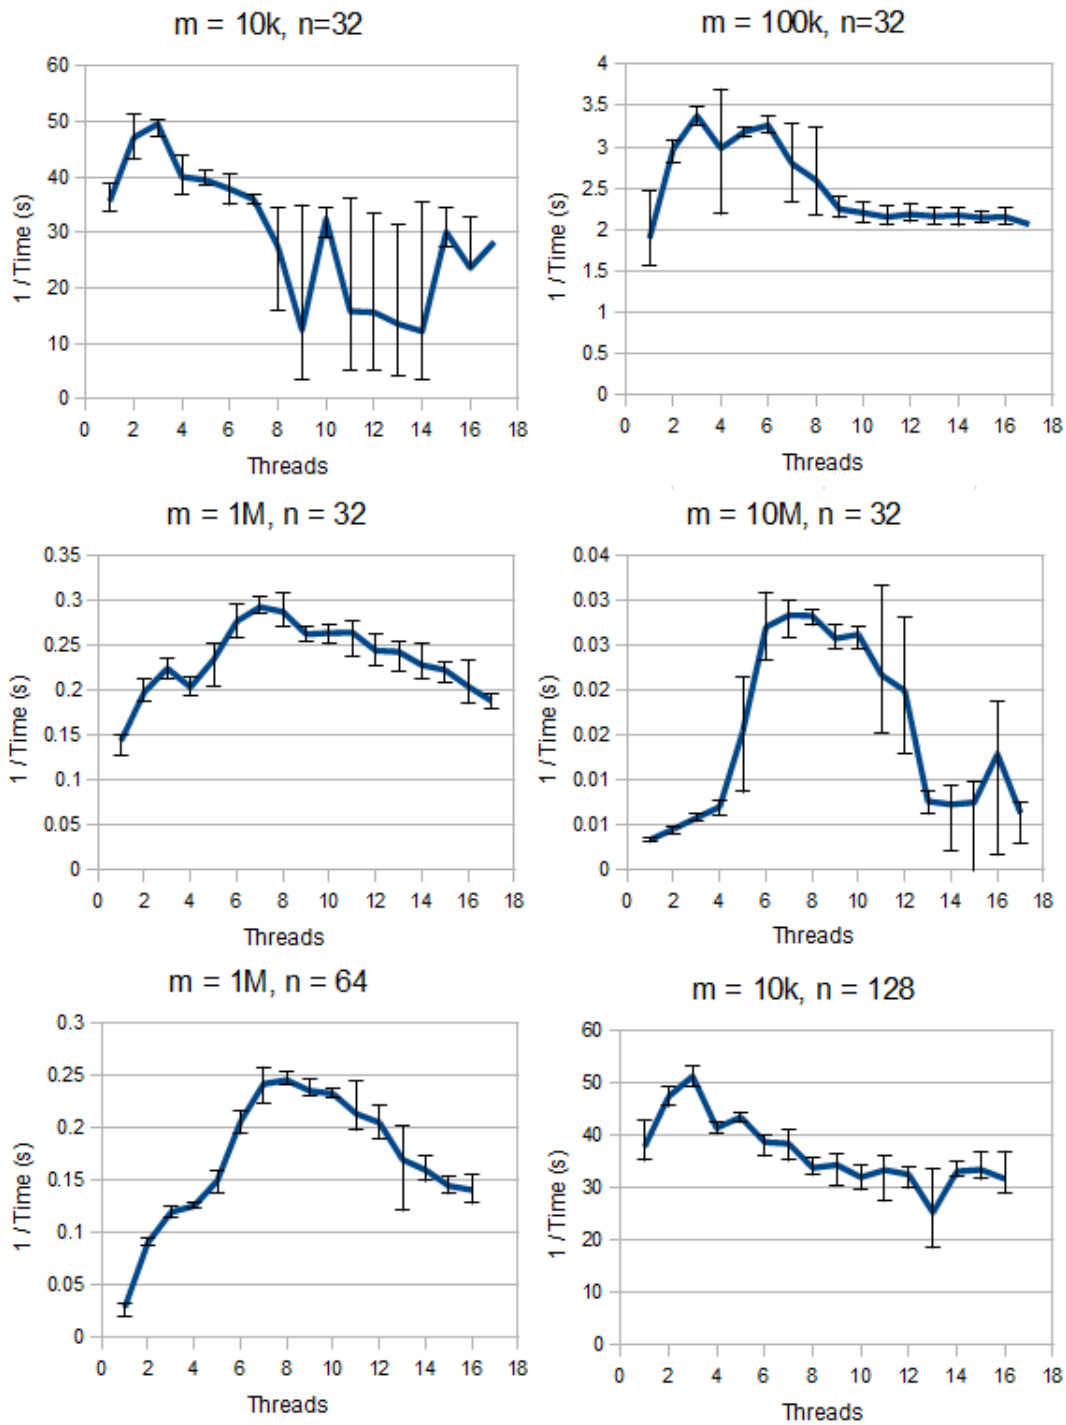 m = 10k, n=32
60
50
40
30
20
10
0
1 / Time (s)
0 2 4 6 8 10 12 14 16 18
Threads
m = 100k, n=32
4
3.5
3
2.5
2
1.5
1
0.5
0
1 / Time (s)
0 2 4 6 8 10 12 14 16 18
Threads
m = 1M, n = 32
0.35
0.3
0.25
0.2
0.15
0.1
0.05
0
1 / Time (s)
0 2 4 6 8 10 12 14 16 18
Threads
m = 10M, n = 32
0.04
0.03
0.03
0.02
0.02
0.01
0.01
0
1 / Time (s)
0 2 4 6 8 10 12 14 16 18
Threads
m = 1M, n = 64
0.3
0.25
0.2
0.15
0.1
0.05
0
1 / Time (s)
0 2 4 6 8 10 12 14 16 18
Threads
m = 10k, n = 128
60
50
40
30
20
10
0
1 / Time (s)
0 2 4 6 8 10 12 14 16 18
Threads